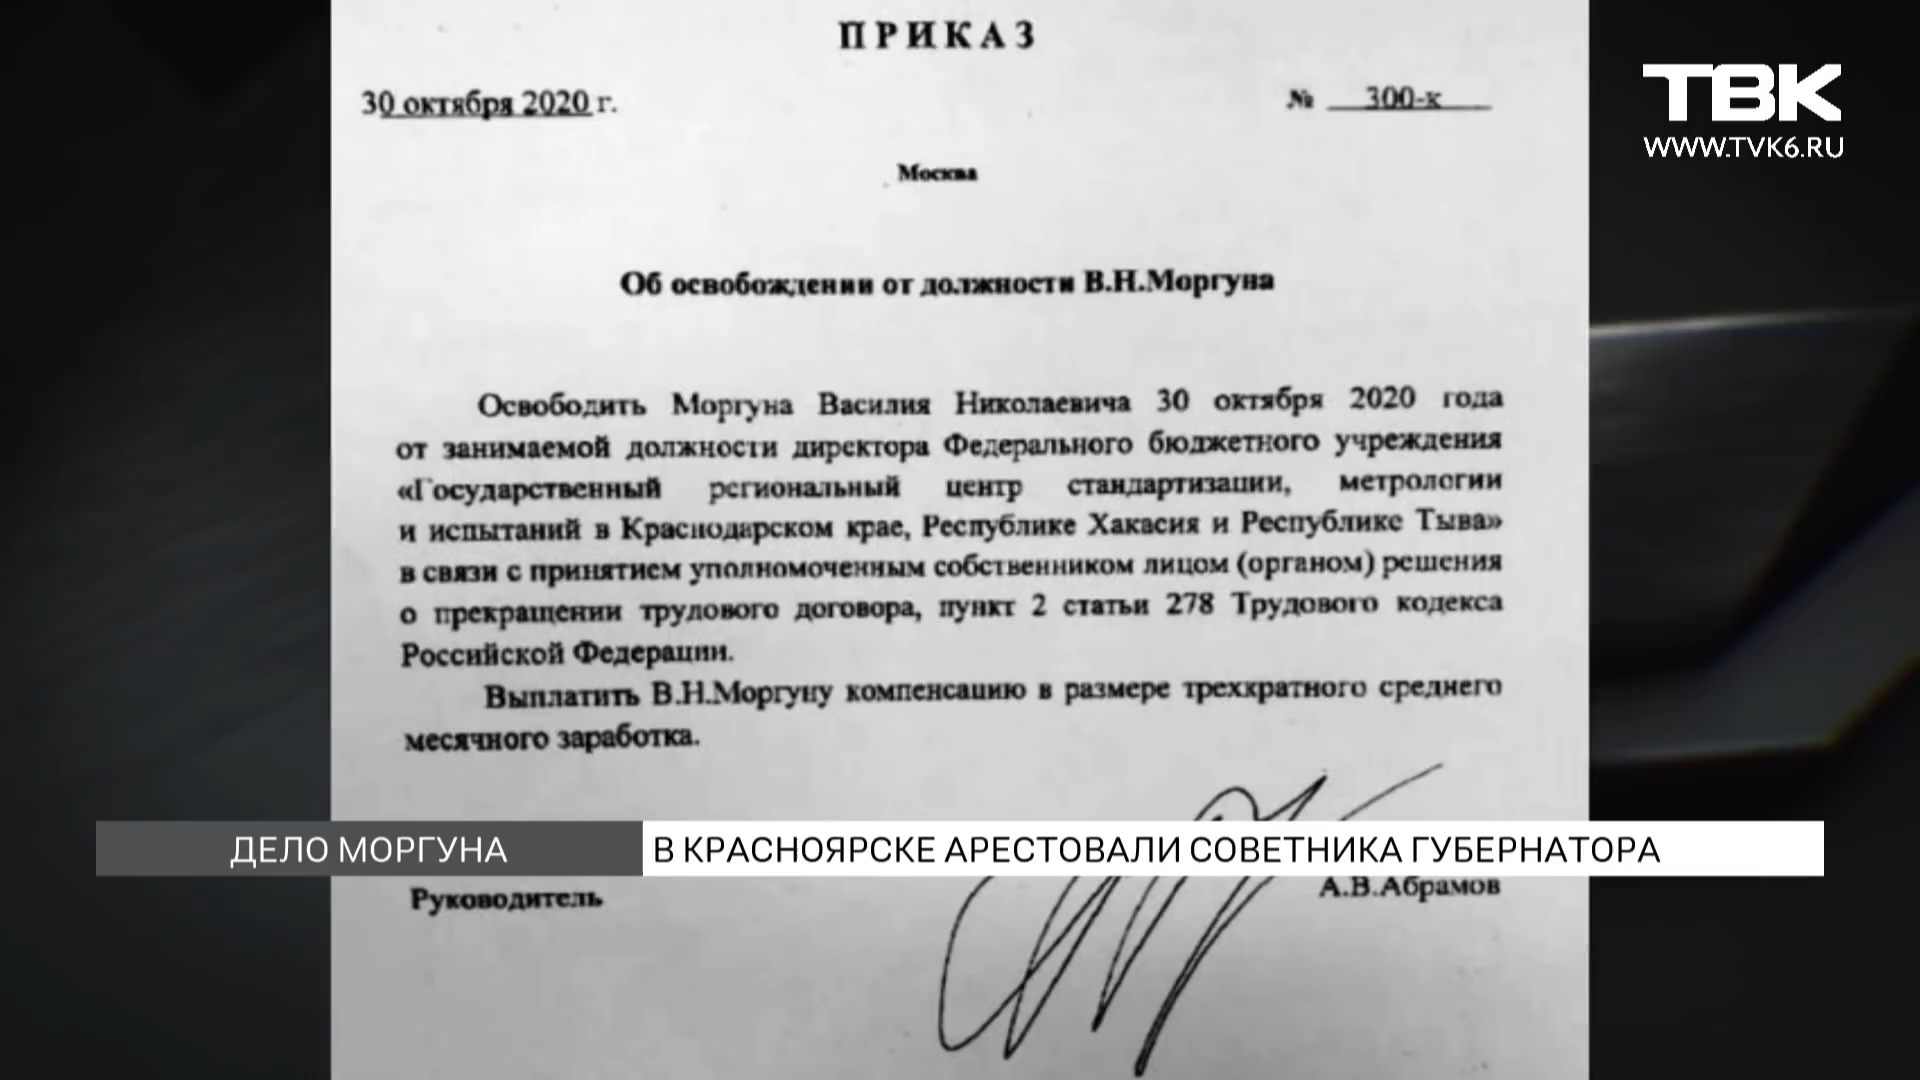 ПРИКАЗ
30 октября 2020 г.
№ 300-к
ТВК
WWW.TVK6.RU
Москва
Об освобождении от должности В.Н.Моргуна
Освободить Моргуна Василия Николаевича 30 октября 2020 года
от занимаемой должности директора Федерального бюджетного учреждения
«Государственный региональный центр стандартизации, метрологии
и испытаний в Краснодарском крае, Республике Хакасия и Республике Тыва»
в связи с принятием уполномоченным собственником лицом (органом) решения
о прекращении трудового договора, пункт 2 статьи 278 Трудового кодекса
Российской Федерации.
Выплатить В.Н.Моргуну компенсацию в размере трехкратного среднего
месячного заработка.
ДЕЛО МОРГУНА
В КРАСНОЯРСКЕ АРЕСТОВАЛИ СОВЕТНИКА ГУБЕРНАТОРА
Руководитель
А.В.Абрамов